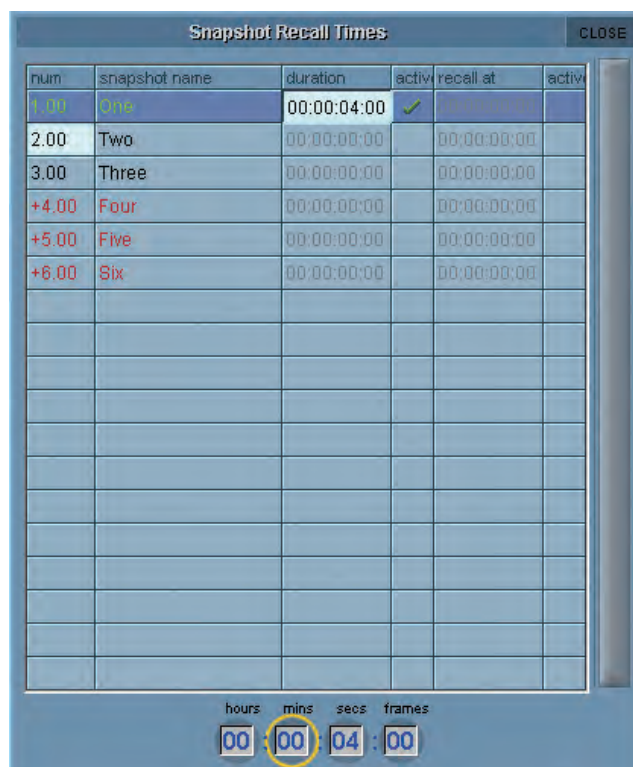 Snapshot Recall Times CLOSE
num snapshot name duration activ recall at active
1.00 One 00:00:04:00
2.00 Two 00:00:00:00 00:00:00:00
3.00 Three 00:00:00:00 00:00:00:00
+4.00 Four 00:00:00:00 00:00:00:00
+5.00 Five 00:00:00:00 00:00:00:00
+6.00 Six 00:00:00:00 00:00:00:00
hours mins secs frames
00 : 00 : 04 : 00